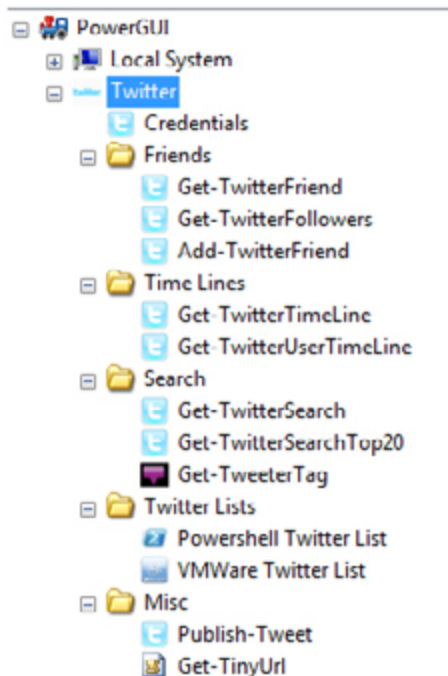 PowerGUI
Local System
Twitter
Credentials
Friends
Get-TwitterFriend
Get-TwitterFollowers
Add-TwitterFriend
Time Lines
Get-TwitterTimeLine
Get-TwitterUserTimeLine
Search
Get-TwitterSearch
Get-TwitterSearchTop20
Get-TweeterTag
Twitter Lists
Powershell Twitter List
VMWare Twitter List
Misc
Publish-Tweet
Get-TinyUrl